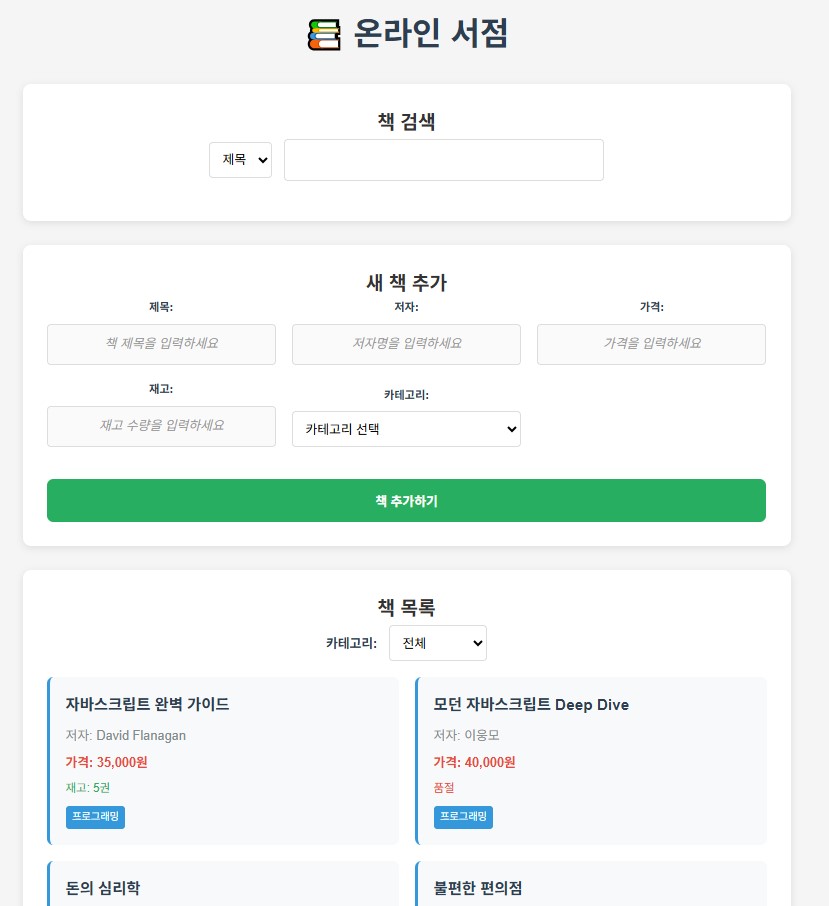 온라인 서점
책 검색
제목
새 책 추가
제목: 저자: 가격:
책 제목을 입력하세요 저자명을 입력하세요 가격을 입력하세요
재고: 카테고리:
재고 수량을 입력하세요 카테고리 선택
책 추가하기
책 목록
카테고리: 전체
자바스크립트 완벽 가이드
저자: David Flanagan
가격: 35,000원
재고: 5권
프로그래밍
모던 자바스크립트 Deep Dive
저자: 이웅모
가격: 40,000원
품절
프로그래밍
돈의 심리학
불편한 편의점